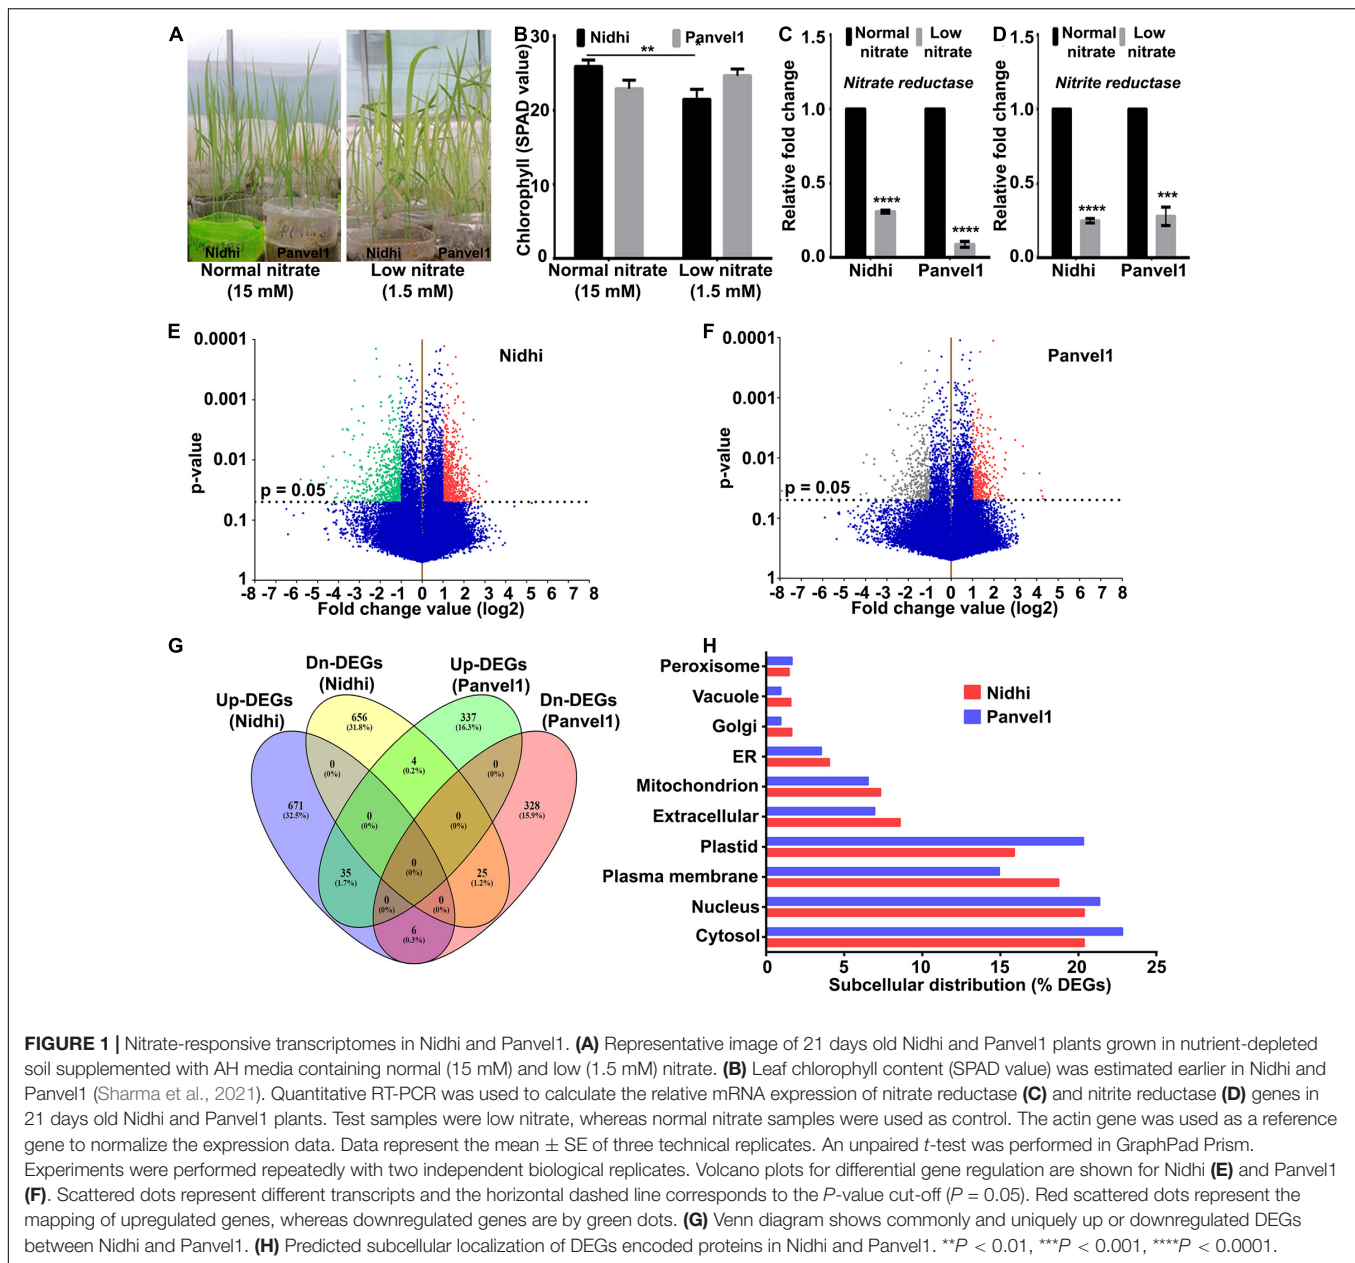 A
Nidhi
Panvel1
Nidhi
Panvel1
Normal nitrate
(15 mM)
Low nitrate
(1.5 mM)
B
Chlorophyll (SPAD value)
30
20
10
0
Nidhi
Panvel1
**
Normal nitrate
(15 mM)
Low nitrate
(1.5 mM)
C
Relative fold change
1.5
1.0
0.5
0.0
Normal nitrate
Low nitrate
Nitrate reductase
****
****
Nidhi
Panvel1
D
Relative fold change
1.5
1.0
0.5
0.0
Normal nitrate
Low nitrate
Nitrite reductase
****
***
Nidhi
Panvel1
E
Nidhi
p-value
0.0001
0.001
0.01
p = 0.05
0.1
1
-8 -7 -6 -5 -4 -3 -2 -1 0 1 2 3 4 5 6 7 8
Fold change value (log2)
F
Panvel1
p-value
0.0001
0.001
0.01
p = 0.05
0.1
1
-8 -7 -6 -5 -4 -3 -2 -1 0 1 2 3 4 5 6 7 8
Fold change value (log2)
G
Up-DEGs
(Nidhi)
Dn-DEGs
(Nidhi)
Up-DEGs
(Panvel1)
Dn-DEGs
(Panvel1)
656
(31.8%)
337
(16.3%)
0
(0%)
4
(0.2%)
0
(0%)
671
(32.5%)
328
(15.9%)
0
(0%)
0
(0%)
0
(0%)
35
(1.7%)
25
(1.2%)
0
(0%)
0
(0%)
6
(0.3%)
H
Nidhi
Panvel1
Peroxisome
Vacuole
Golgi
ER
Mitochondrion
Extracellular
Plastid
Plasma membrane
Nucleus
Cytosol
0 5 10 15 20 25
Subcellular distribution (% DEGs)
FIGURE 1 | Nitrate-responsive transcriptomes in Nidhi and Panvel1. (A) Representative image of 21 days old Nidhi and Panvel1 plants grown in nutrient-depleted
soil supplemented with AH media containing normal (15 mM) and low (1.5 mM) nitrate. (B) Leaf chlorophyll content (SPAD value) was estimated earlier in Nidhi and
Panvel1 (Sharma et al., 2021). Quantitative RT-PCR was used to calculate the relative mRNA expression of nitrate reductase (C) and nitrite reductase (D) genes in
21 days old Nidhi and Panvel1 plants. Test samples were low nitrate, whereas normal nitrate samples were used as control. The actin gene was used as a reference
gene to normalize the expression data. Data represent the mean ± SE of three technical replicates. An unpaired t-test was performed in GraphPad Prism.
Experiments were performed repeatedly with two independent biological replicates. Volcano plots for differential gene regulation are shown for Nidhi (E) and Panvel1
(F). Scattered dots represent different transcripts and the horizontal dashed line corresponds to the P-value cut-off (P = 0.05). Red scattered dots represent the
mapping of upregulated genes, whereas downregulated genes are by green dots. (G) Venn diagram shows commonly and uniquely up or downregulated DEGs
between Nidhi and Panvel1. (H) Predicted subcellular localization of DEGs encoded proteins in Nidhi and Panvel1. **P < 0.01, ***P < 0.001, ****P < 0.0001.